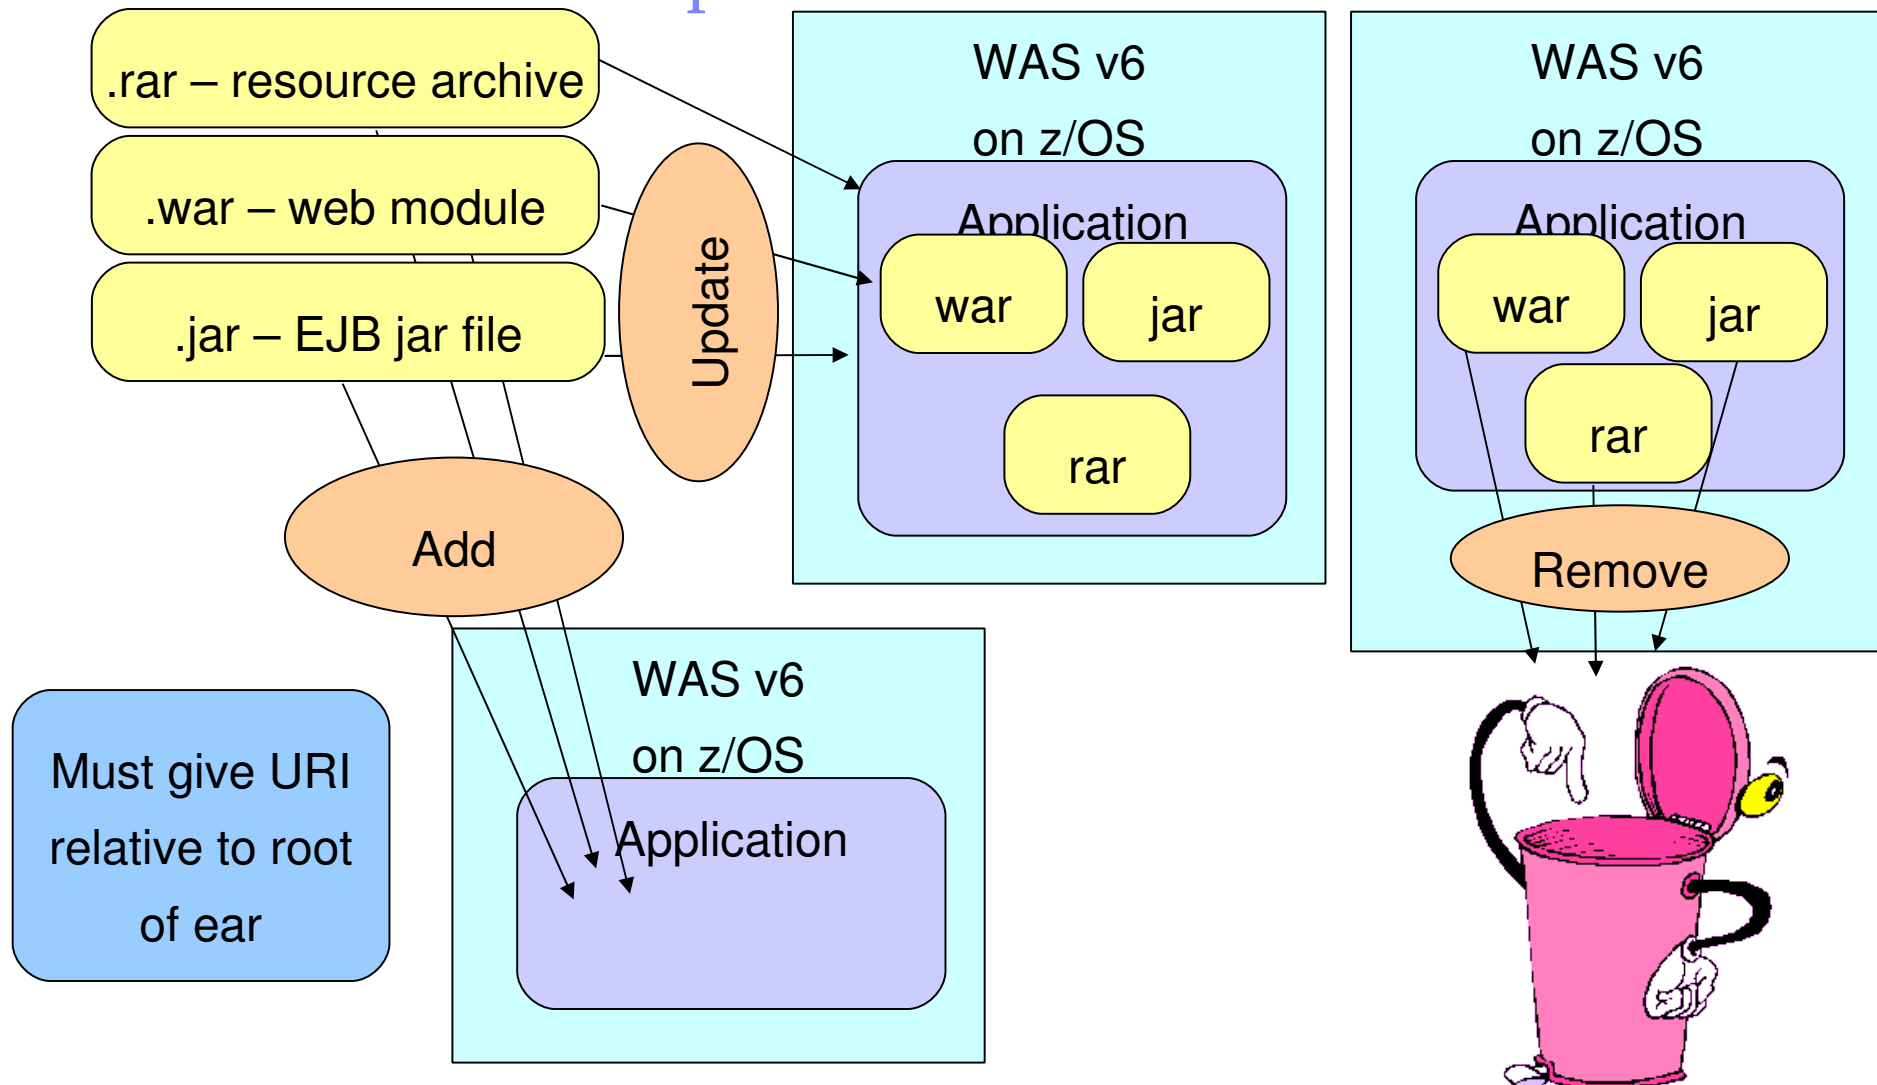 .rar – resource archive
.war – web module
.jar – EJB jar file
Update
Add
WAS v6
on z/OS
Application
war
jar
rar
WAS v6
on z/OS
Application
war
jar
rar
Remove
WAS v6
on z/OS
Application
Must give URI
relative to root
of ear